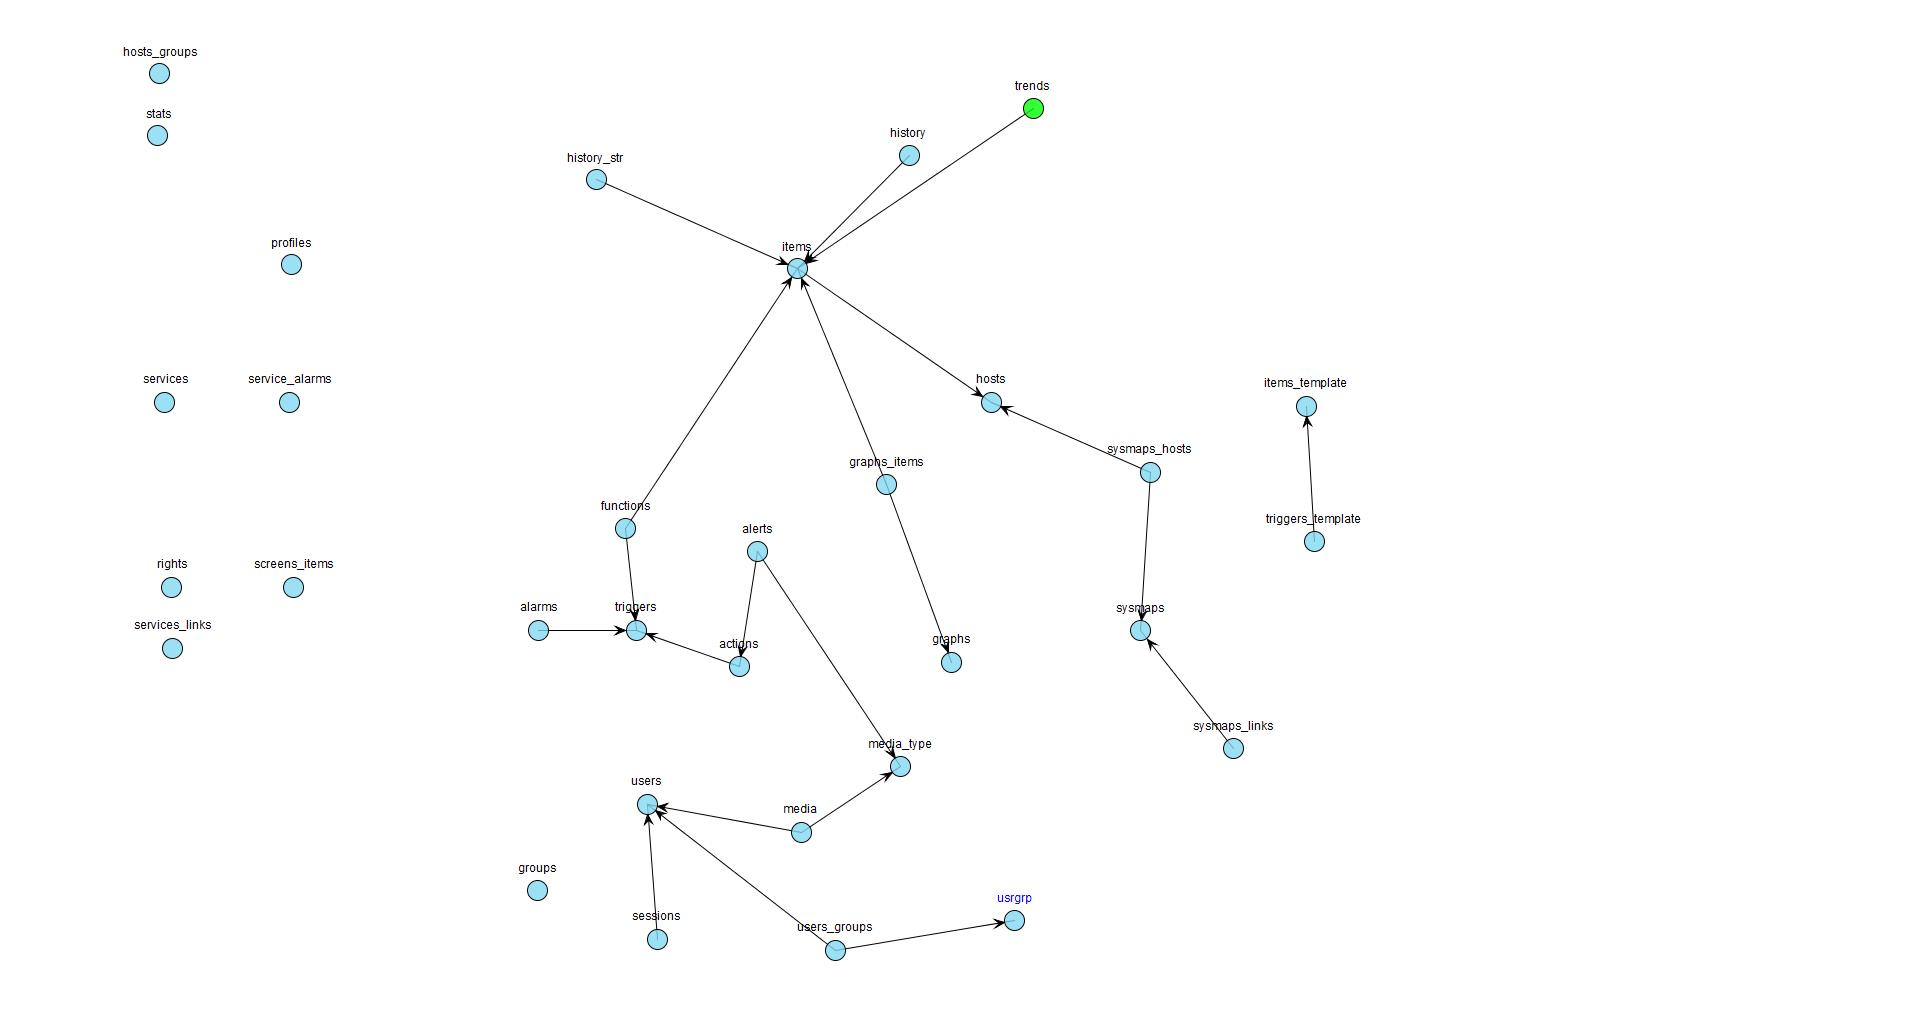 hosts_groups
stats
trends
history
history_str
profiles
items
services
service_alarms
hosts
items_template
sysmaps_hosts
graphs_items
functions
triggers_template
alerts
rights
screens_items
alarms
triggers
sysmaps
services_links
actions
graphs
sysmaps_links
media_type
users
media
groups
usrgrp
sessions
users_groups